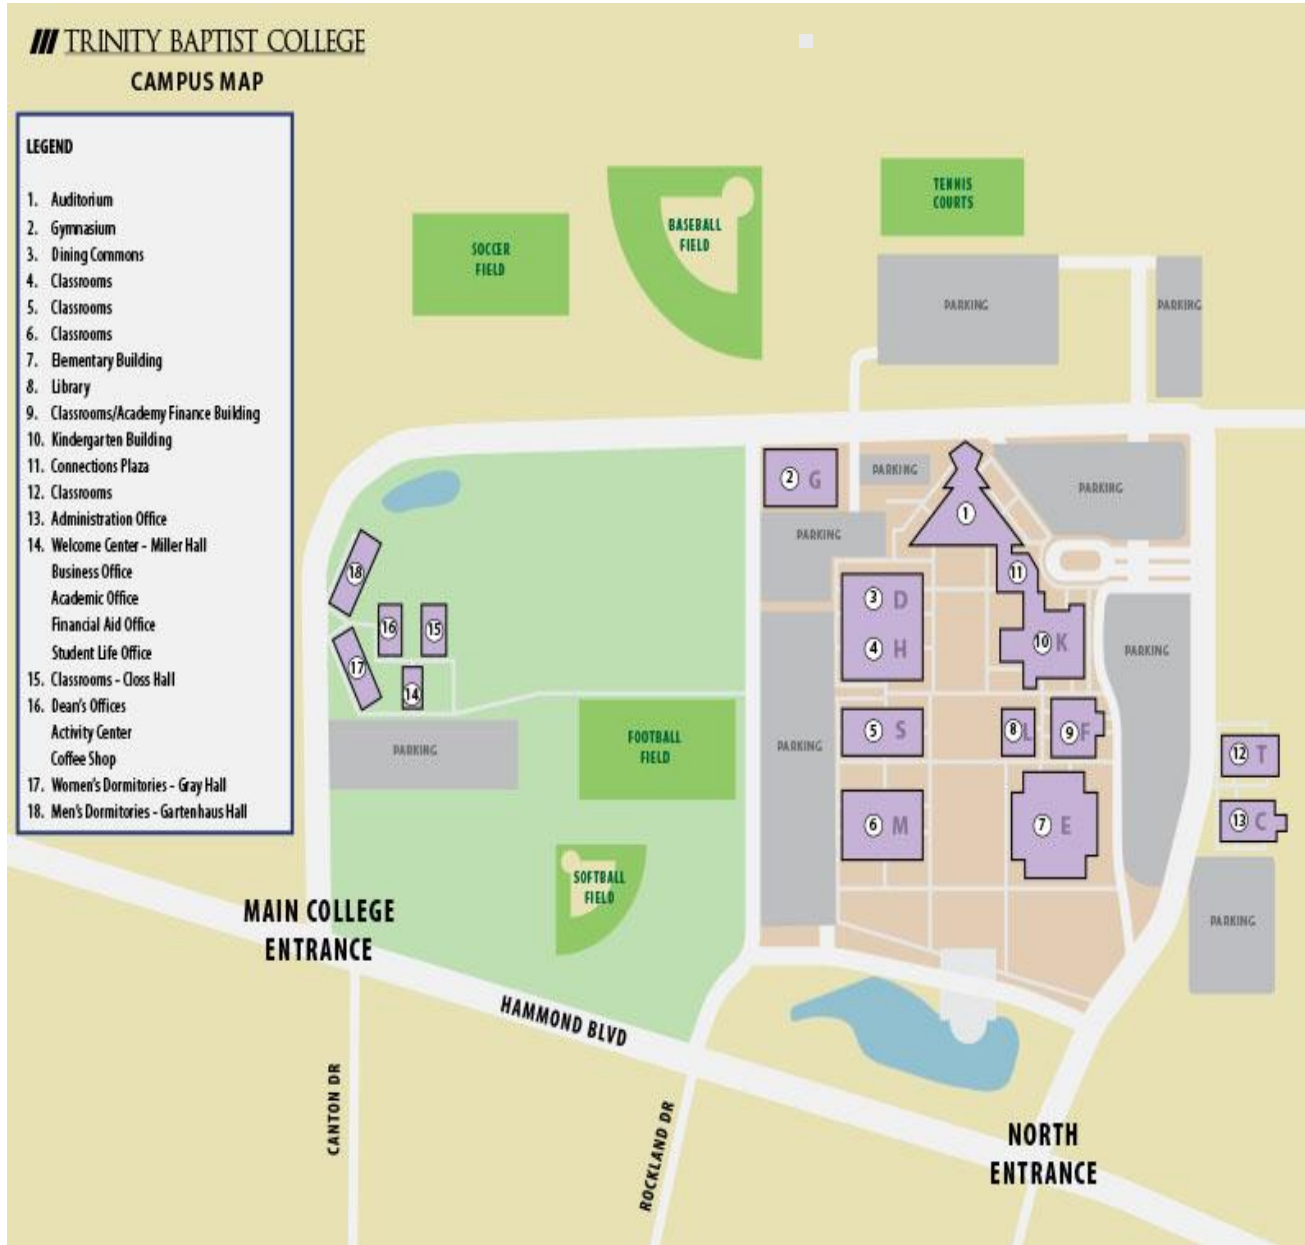 TRINITY BAPTIST COLLEGE
CAMPUS MAP
LEGEND
1. Auditorium
2. Gymnasium
3. Dining Commons
4. Classrooms
5. Classrooms
6. Classrooms
7. Elementary Building
8. Library
9. Classrooms/Academy Finance Building
10. Kindergarten Building
11. Connections Plaza
12. Classrooms
13. Administration Office
14. Welcome Center - Miller Hall
Business Office
Academic Office
Financial Aid Office
Student Life Office
15. Classrooms - Closs Hall
16. Dean's Offices
Activity Center
Coffee Shop
17. Women's Dormitories - Gray Hall
18. Men's Dormitories - Gartenhaus Hall
TENNIS
COURTS
BASEBALL
FIELD
SOCCER
FIELD
PARKING
PARKING
2 G
PARKING
PARKING
1
PARKING
11
18
3 D
16
15
4 H
10 K
PARKING
17
14
PARKING
FOOTBALL
FIELD
PARKING
5 S
8 L
9 F
12 T
6 M
7 E
13 C
SOFTBALL
FIELD
PARKING
MAIN COLLEGE
ENTRANCE
HAMMOND BLVD
CANTON DR
ROCKLAND DR
NORTH
ENTRANCE